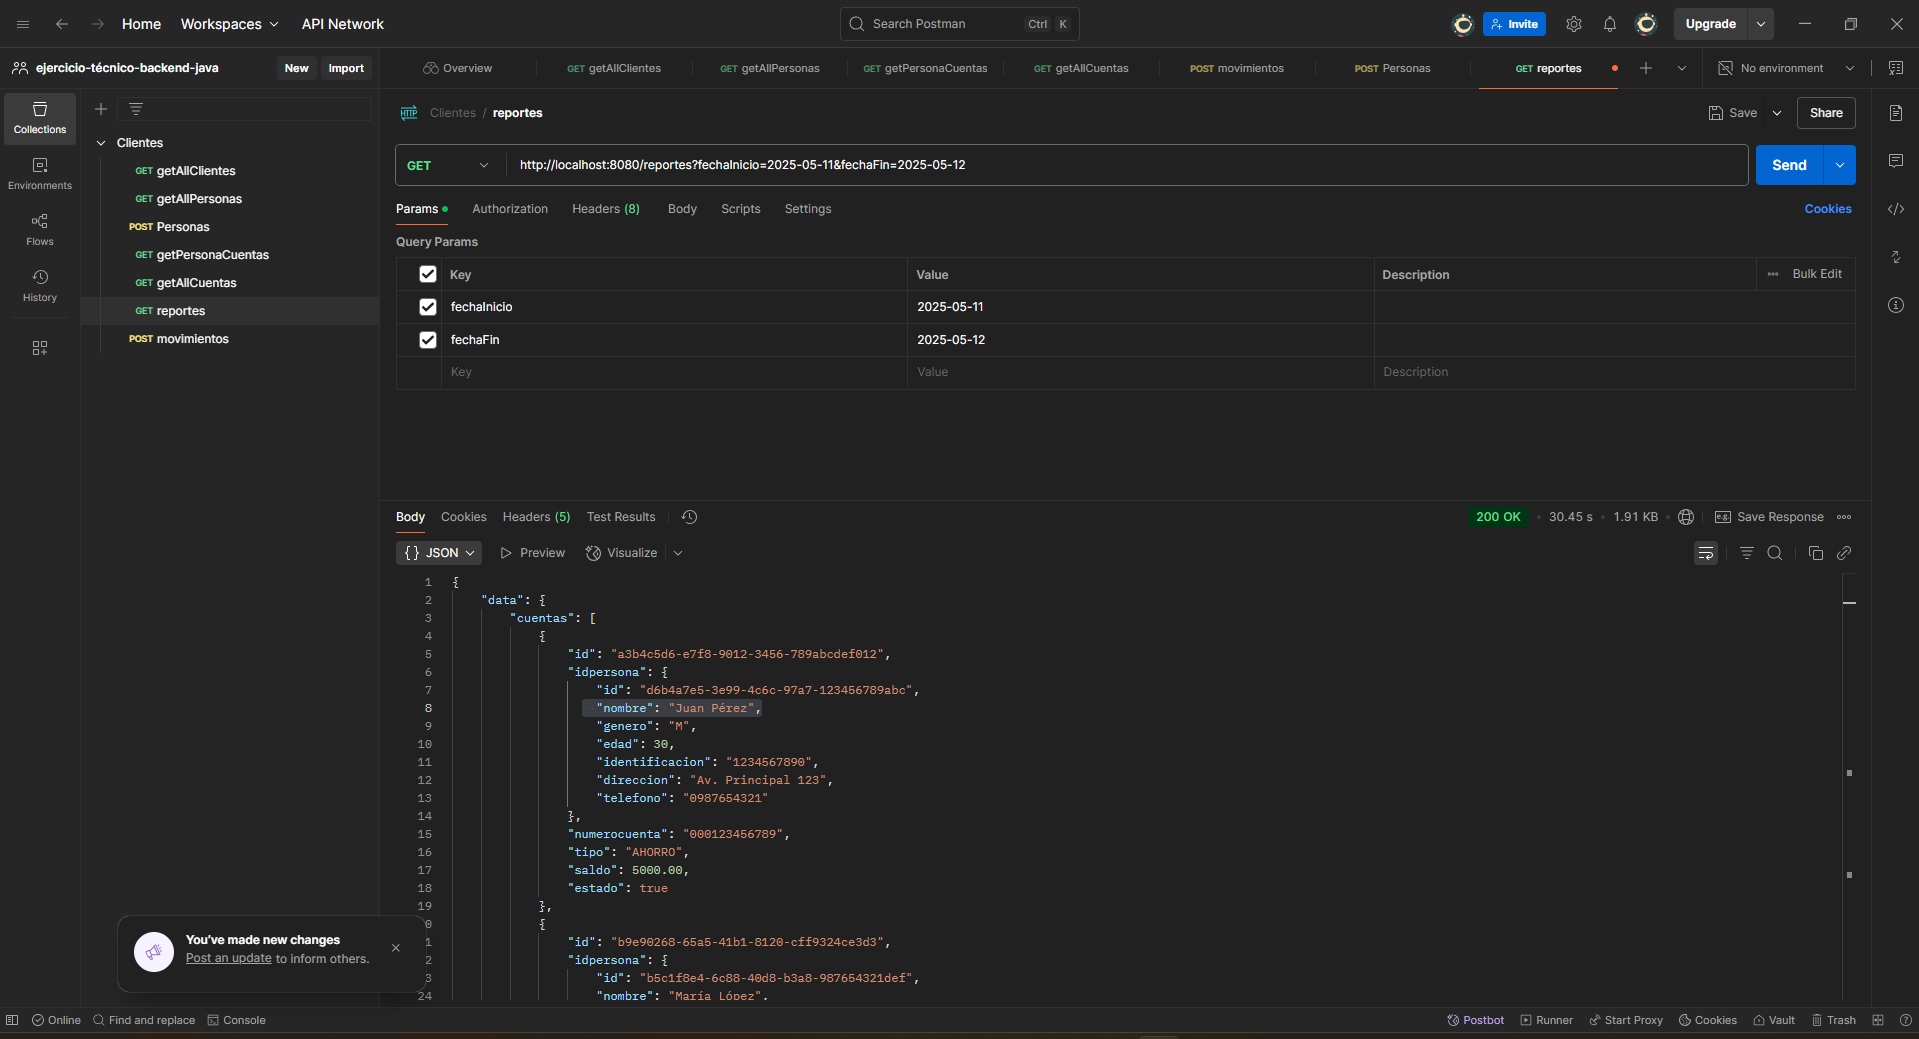 Home Workspaces API Network
Search Postman Ctrl K
Invite
Upgrade
ejercicio-técnico-backend-java New Import
Overview GET getAllClientes GET getAllPersonas GET getPersonaCuentas GET getAllCuentas POST movimientos POST Personas GET reportes No environment
Collections
Environments
Flows
History
Clientes
GET getAllClientes
GET getAllPersonas
POST Personas
GET getPersonaCuentas
GET getAllCuentas
GET reportes
POST movimientos
HTTP Clientes / reportes Save Share
GET http://localhost:8080/reportes?fechaInicio=2025-05-11&fechaFin=2025-05-12 Send
Params Authorization Headers (8) Body Scripts Settings Cookies
Query Params
Key Value Description Bulk Edit
fechaInicio 2025-05-11
fechaFin 2025-05-12
Key Value Description
Body Cookies Headers (5) Test Results 200 OK 30.45 s 1.91 KB e.g. Save Response
{} JSON Preview Visualize
1 {
2 "data": {
3 "cuentas": [
4 {
5 "id": "a3b4c5d6-e7f8-9012-3456-789abcdef012",
6 "idpersona": {
7 "id": "d6b4a7e5-3e99-4c6c-97a7-123456789abc",
8 "nombre": "Juan Pérez",
9 "genero": "M",
10 "edad": 30,
11 "identificacion": "1234567890",
12 "direccion": "Av. Principal 123",
13 "telefono": "0987654321"
14 },
15 "numerocuenta": "000123456789",
16 "tipo": "AHORRO",
17 "saldo": 5000.00,
18 "estado": true
19 },
0 {
1 "id": "b9e90268-65a5-41b1-8120-cff9324ce3d3",
2 "idpersona": {
3 "id": "b5c1f8e4-6c88-40d8-b3a8-987654321def",
24 "nombre": "María López",
You've made new changes
Post an update to inform others.
Online Find and replace Console Postbot Runner Start Proxy Cookies Vault Trash